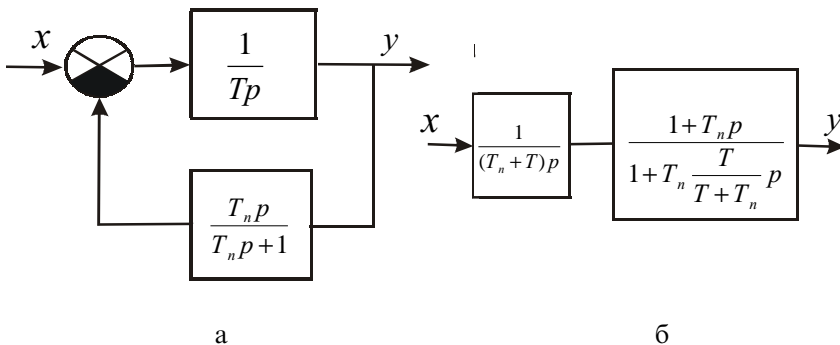 x
1
Tp
y
T_n p
T_n p + 1
а
x
1
(T_n + T) p
1 + T_n p
1 + T_n T / (T + T_n) p
y
б